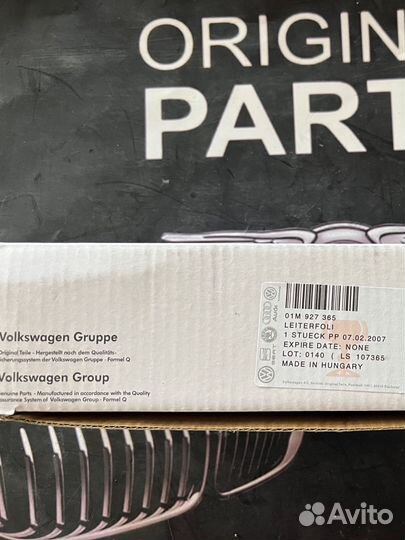 ORIGIN
PART
Volkswagen Gruppe
Original Teile - Hergestellt nach dem Qualitäts-
sicherungssystem der Volkswagen Gruppe - Formel Q
Volkswagen Group
Genuine Parts - Manufactured in accordance with the Quality
Assurance System of Volkswagen Group - Formel Q
Audi
SEAT
01M 927 365
LEITERFOLI
1 STUECK PP 07.02.2007
EXPIRE DATE: NONE
LOT: 0140 ( LS 107365
MADE IN HUNGARY
Avito